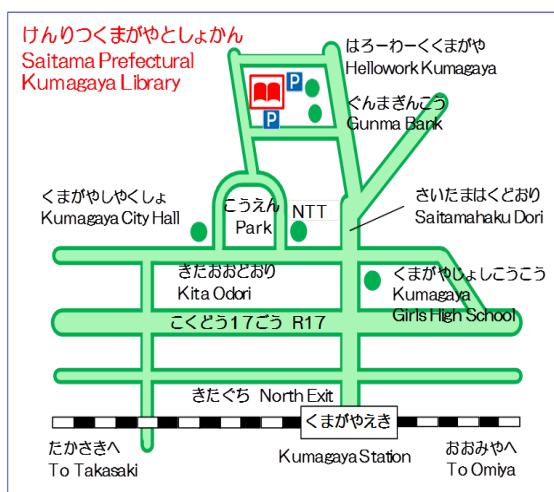 けんりつくまがやとしょかん
Saitama Prefectural
Kumagaya Library
はろーわーくくまがや
Hellowork Kumagaya
P
ぐんまぎんこう
Gunma Bank
P
くまがやしやくしょ
Kumagaya City Hall
こうえん
Park
NTT
さいたまはくどおり
Saitamahaku Dori
きたおおどおり
Kita Odori
くまがやじょしこうこう
Kumagaya
Girls High School
こくどう17ごう R17
きたぐち North Exit
くまがやえき
たかさきへ
To Takasaki
Kumagaya Station
おおみやへ
To Omiya